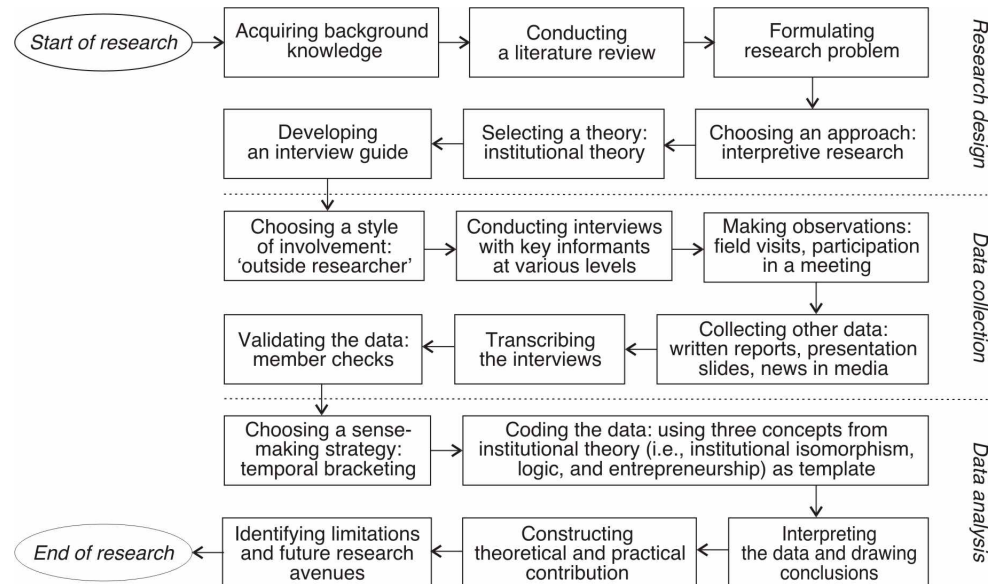 Start of research
Acquiring background
knowledge
Conducting
a literature review
Formulating
research problem
Research design
Developing
an interview guide
Selecting a theory:
institutional theory
Choosing an approach:
interpretive research
Choosing a style
of involvement:
‘outside researcher’
Conducting interviews
with key informants
at various levels
Making observations:
field visits, participation
in a meeting
Data collection
Validating the data:
member checks
Transcribing
the interviews
Collecting other data:
written reports, presentation
slides, news in media
Choosing a sense-
making strategy:
temporal bracketing
Coding the data: using three concepts from
institutional theory (i.e., institutional isomorphism,
logic, and entrepreneurship) as template
Data analysis
End of research
Identifying limitations
and future research
avenues
Constructing
theoretical and practical
contribution
Interpreting
the data and drawing
conclusions